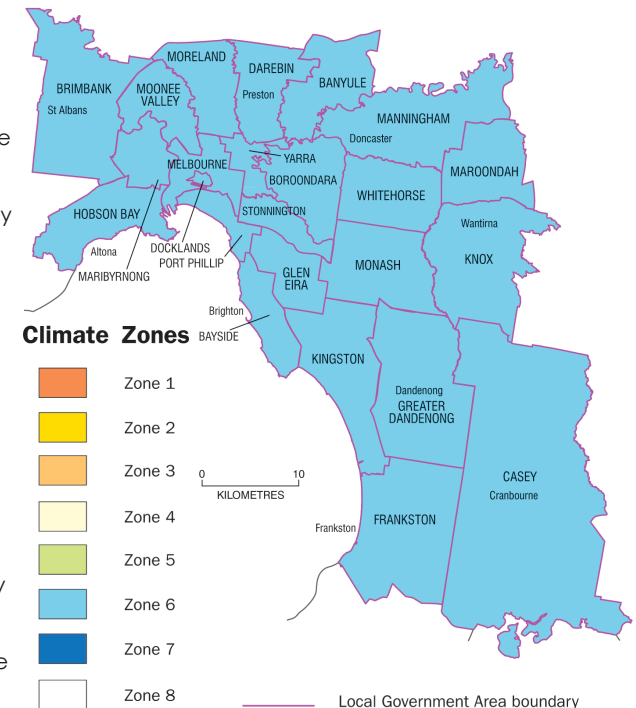 MORELAND
DAREBIN
BRIMBANK
MOONEE
VALLEY
BANYULE
Preston
St Albans
MANNINGHAM
Doncaster
e
MELBOURNE
YARRA
MAROONDAH
BOROONDARA
WHITEHORSE
y
HOBSON BAY
STONNINGTON
Wantirna
DOCKLANDS
Altona
PORT PHILLIP
MONASH
KNOX
MARIBYRNONG
GLEN
EIRA
Brighton
Climate Zones
BAYSIDE
KINGSTON
Zone 1
Dandenong
GREATER
DANDENONG
Zone 2
Zone 3
0 10
KILOMETRES
CASEY
Cranbourne
Zone 4
Frankston
FRANKSTON
Zone 5
y
Zone 6
Zone 7
e
Zone 8
Local Government Area boundary